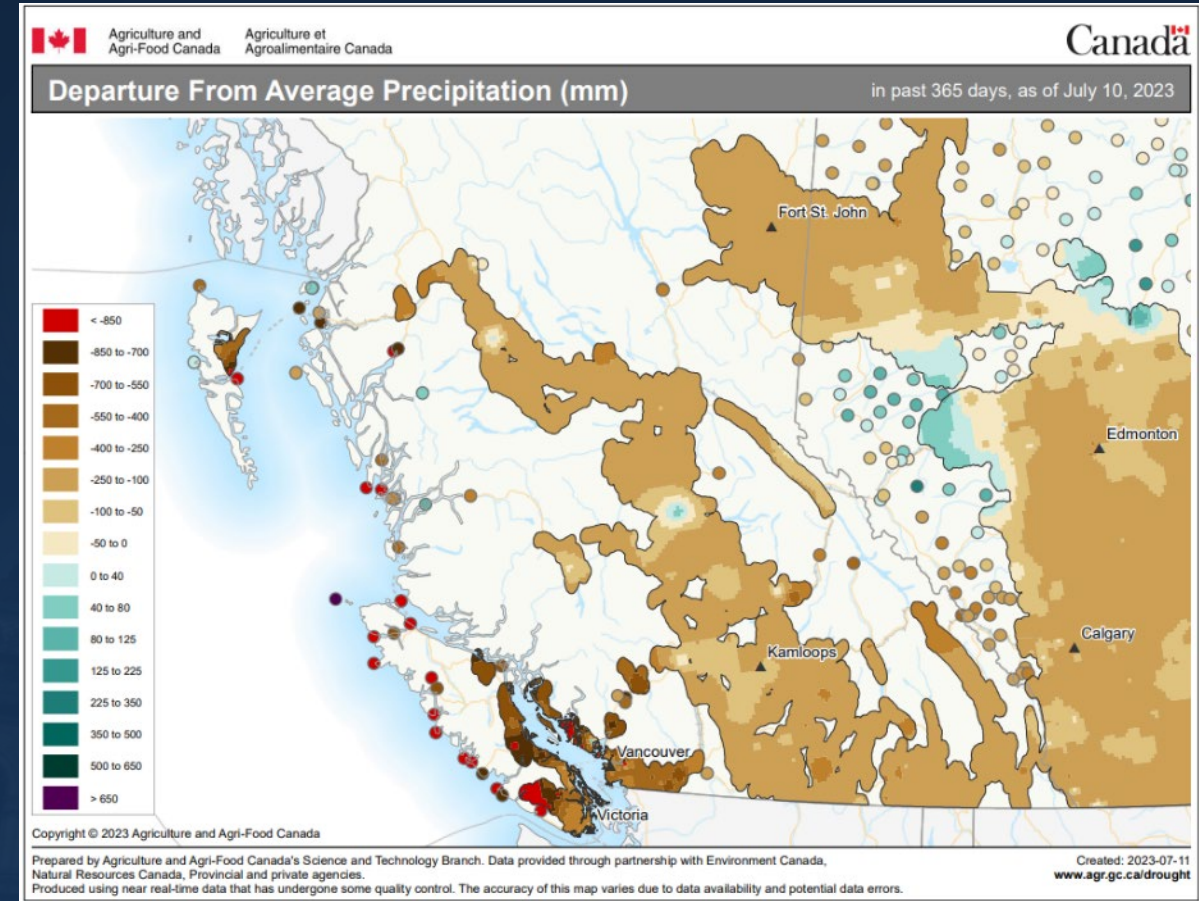 Agriculture and
Agri-Food Canada
Agriculture et
Agroalimentaire Canada
Canada
Departure From Average Precipitation (mm)
in past 365 days, as of July 10, 2023
Fort St. John
Edmonton
Calgary
Kamloops
Vancouver
Victoria
< -850
-850 to -700
-700 to -550
-550 to -400
-400 to -250
-250 to -100
-100 to -50
-50 to 0
0 to 40
40 to 80
80 to 125
125 to 225
225 to 350
350 to 500
500 to 650
> 650
Copyright © 2023 Agriculture and Agri-Food Canada
Prepared by Agriculture and Agri-Food Canada's Science and Technology Branch. Data provided through partnership with Environment Canada,
Natural Resources Canada, Provincial and private agencies.
Produced using near real-time data that has undergone some quality control. The accuracy of this map varies due to data availability and potential data errors.
Created: 2023-07-11
www.agr.gc.ca/drought